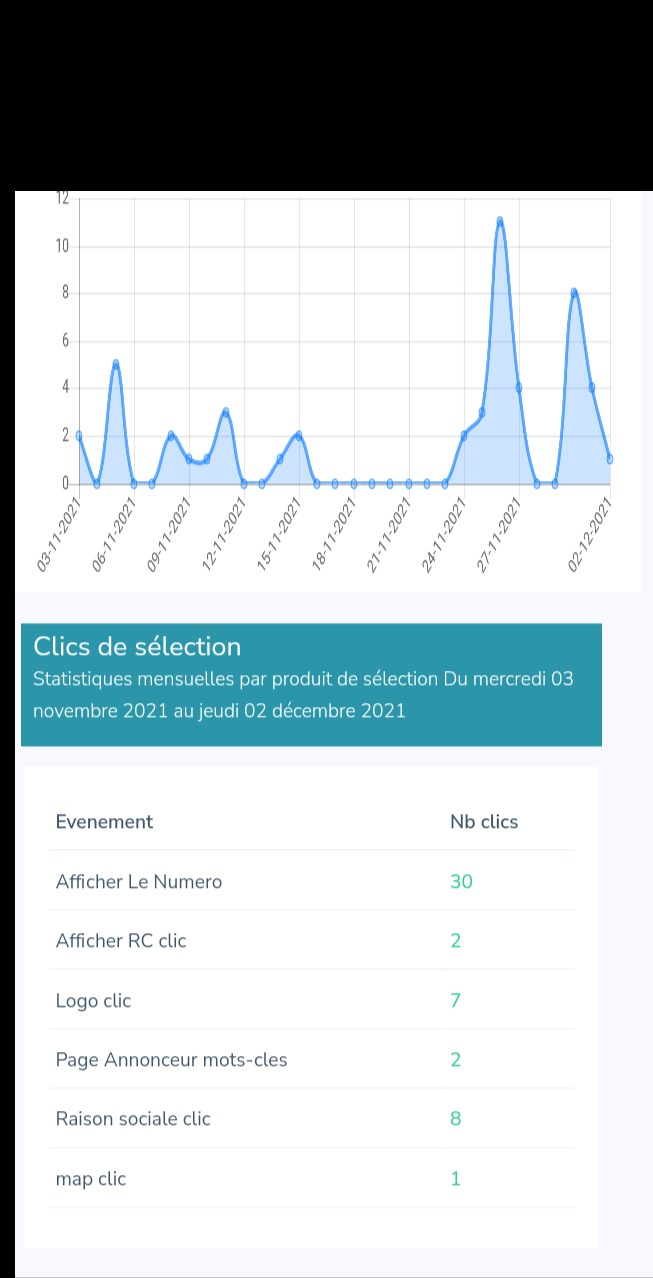 12
10
8
6
4
2
0
03-11-2021
06-11-2021
09-11-2021
12-11-2021
15-11-2021
18-11-2021
21-11-2021
24-11-2021
27-11-2021
02-12-2021
Clics de sélection
Statistiques mensuelles par produit de sélection Du mercredi 03
novembre 2021 au jeudi 02 décembre 2021
Evenement Nb clics
Afficher Le Numero 30
Afficher RC clic 2
Logo clic 7
Page Annonceur mots-cles 2
Raison sociale clic 8
map clic 1